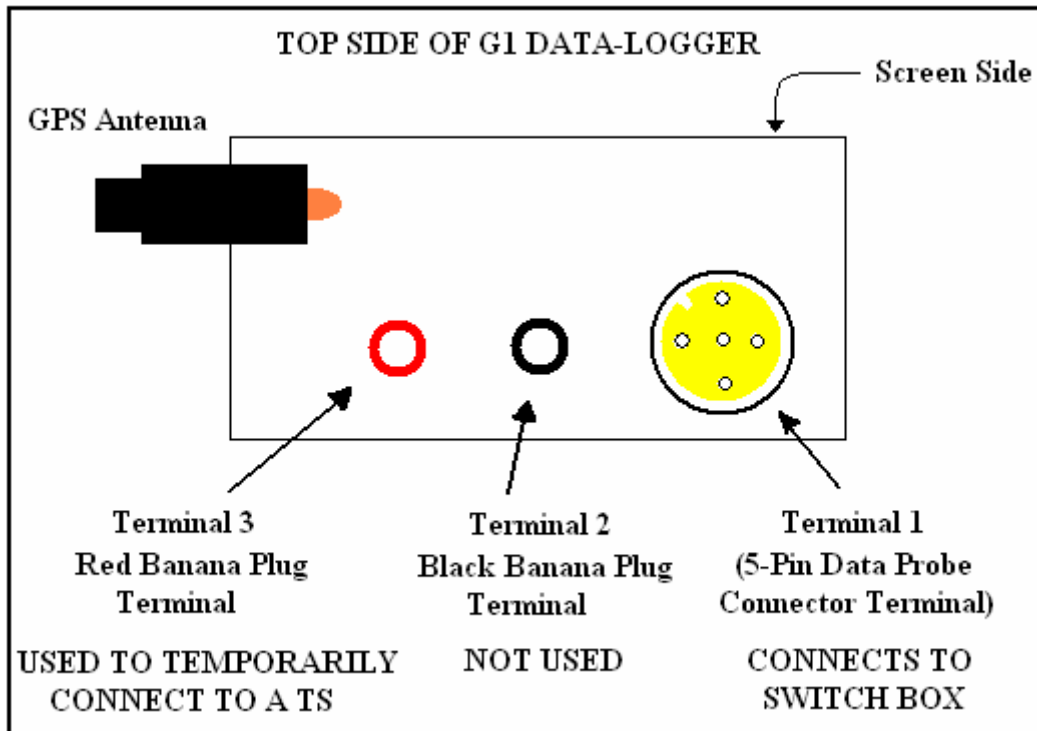 TOP SIDE OF G1 DATA-LOGGER
Screen Side
GPS Antenna
Terminal 3
Red Banana Plug
Terminal
USED TO TEMPORARILY
CONNECT TO A TS
Terminal 2
Black Banana Plug
Terminal
NOT USED
Terminal 1
(5-Pin Data Probe
Connector Terminal)
CONNECTS TO
SWITCH BOX